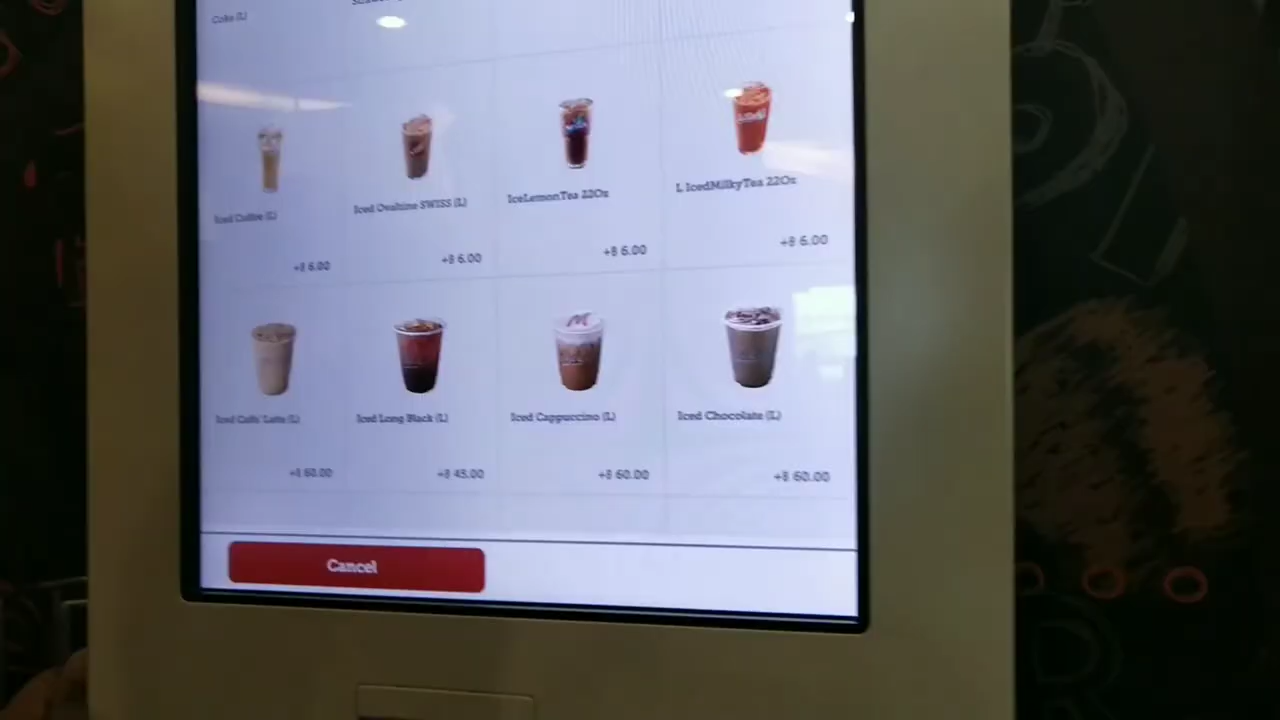 Coke (L)
Iced Coffee (L)
Iced Ovaltine SWISS (L)
IceLemonTea 22Oz
L IcedMilkyTea 22Oz
+฿ 6.00
+฿ 6.00
+฿ 6.00
+฿ 6.00
Iced Cafe' Latte (L)
Iced Long Black (L)
Iced Cappuccino (L)
Iced Chocolate (L)
+฿ 60.00
+฿ 45.00
+฿ 60.00
+฿ 60.00
Cancel